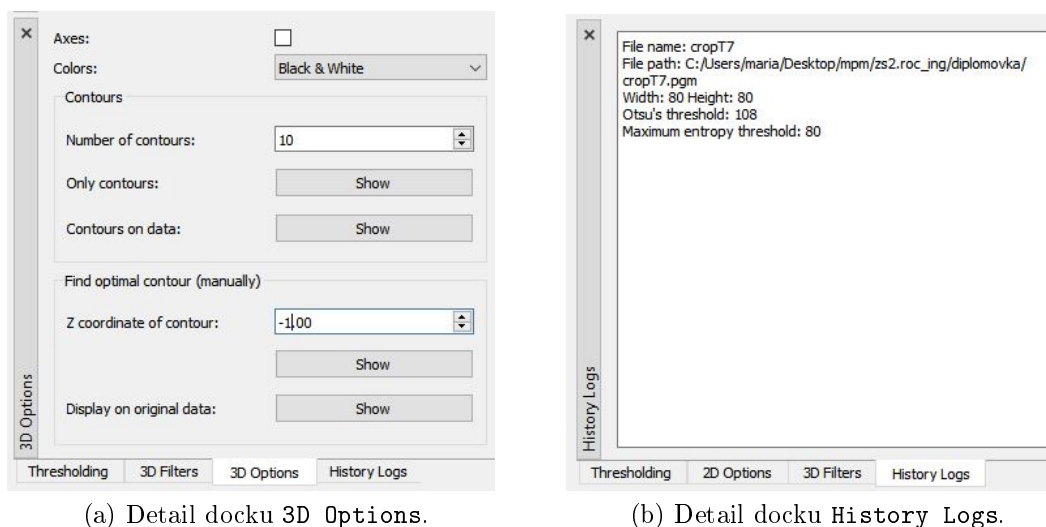 Axes:
Colors: Black & White
Contours
Number of contours: 10
Only contours: Show
Contours on data: Show
Find optimal contour (manually)
Z coordinate of contour: -1.00
Show
Display on original data: Show
3D Options
Thresholding 3D Filters 3D Options History Logs
(a) Detail docku 3D Options.
File name: cropT7
File path: C:/Users/maria/Desktop/mpm/zs2.roc_ing/diplomovka/
cropT7.pgm
Width: 80 Height: 80
Otsu's threshold: 108
Maximum entropy threshold: 80
History Logs
Thresholding 2D Options 3D Filters History Logs
(b) Detail docku History Logs.